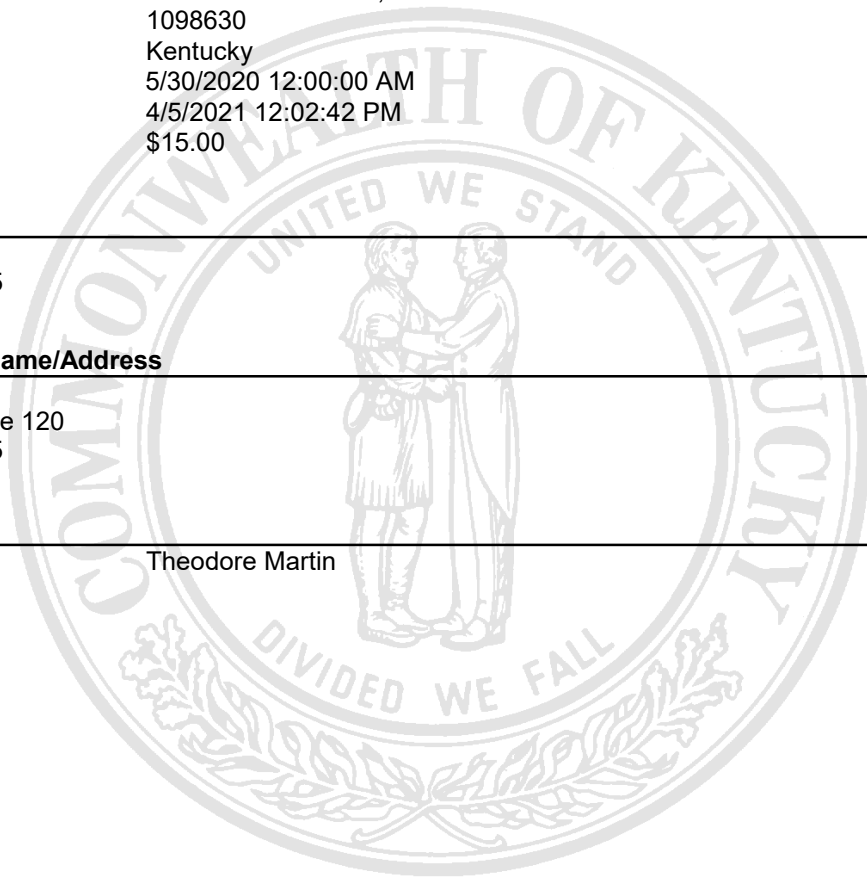 1098630
Kentucky
5/30/2020 12:00:00 AM
4/5/2021 12:02:42 PM
$15.00
COMMONWEALTH OF KENTUCKY
UNITED WE STAND
ame/Address
e 120
Theodore Martin
DIVIDED WE FALL